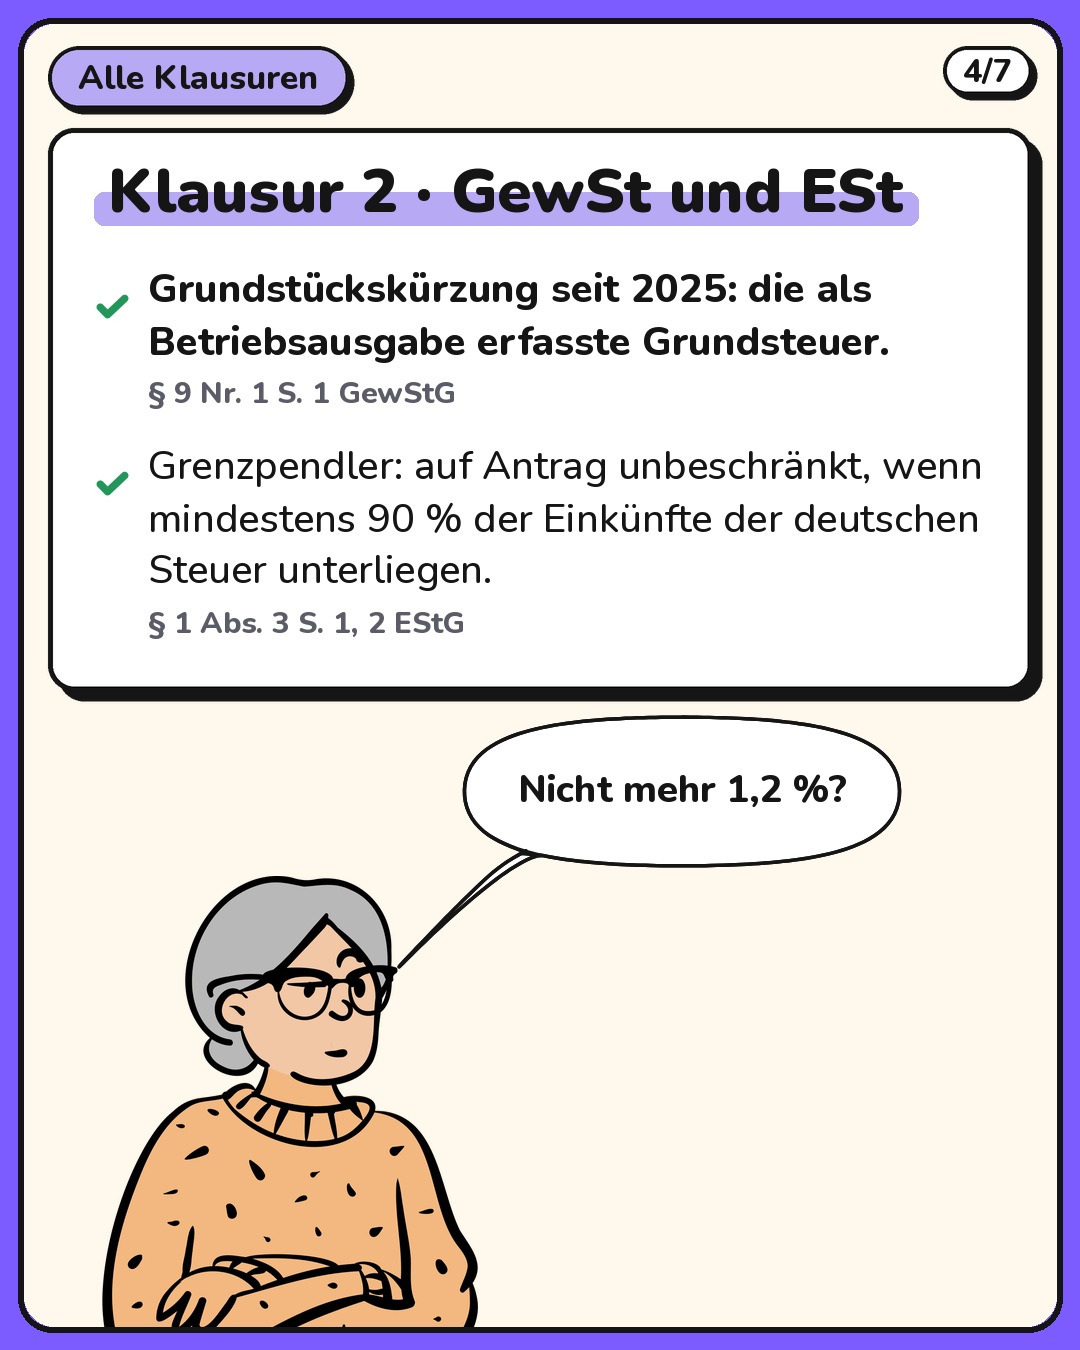 Alle Klausuren
4/7
Klausur 2 · GewSt und ESt
Grundstückskürzung seit 2025: die als
Betriebsausgabe erfasste Grundsteuer.
§ 9 Nr. 1 S. 1 GewStG
Grenzpendler: auf Antrag unbeschränkt, wenn
mindestens 90 % der Einkünfte der deutschen
Steuer unterliegen.
§ 1 Abs. 3 S. 1, 2 EStG
Nicht mehr 1,2 %?